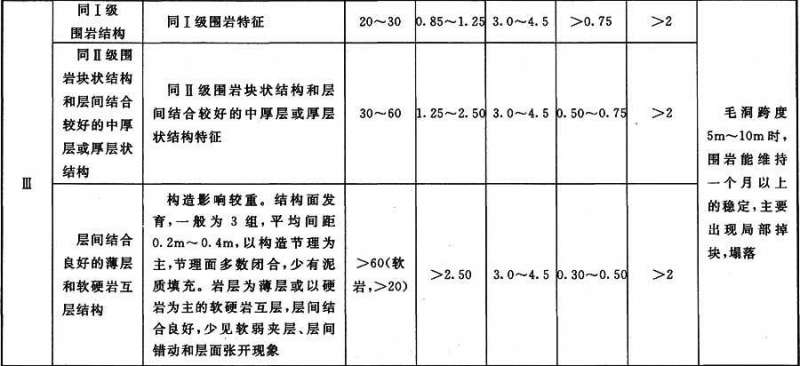 Ⅲ
同Ⅰ级
围岩结构
同Ⅰ级围岩特征
20～30
0.85～1.25
3.0～4.5
>0.75
>2
同Ⅱ级围
岩块状结构
和层间结合
较好的中厚
层或厚层状
结构
同Ⅱ级围岩块状结构和层
间结合较好的中厚层或厚层
状结构特征
30～60
1.25～2.50
3.0～4.5
0.50～0.75
>2
层间结合
良好的薄层
和软硬岩互
层结构
构造影响较重。结构面发
育,一般为 3 组,平均间距
0.2m～0.4m,以构造节理为
主,节理面多数闭合,少有泥
质填充。岩层为薄层或以硬
岩为主的软硬岩互层,层间结
合良好,少见软弱夹层、层间
错动和层面张开现象
>60(软
岩,>20)
>2.50
3.0～4.5
0.30～0.50
>2
毛洞跨度
5m～10m时,
围岩能维持
一个月以上
的稳定,主要
出现局部掉
块,塌落